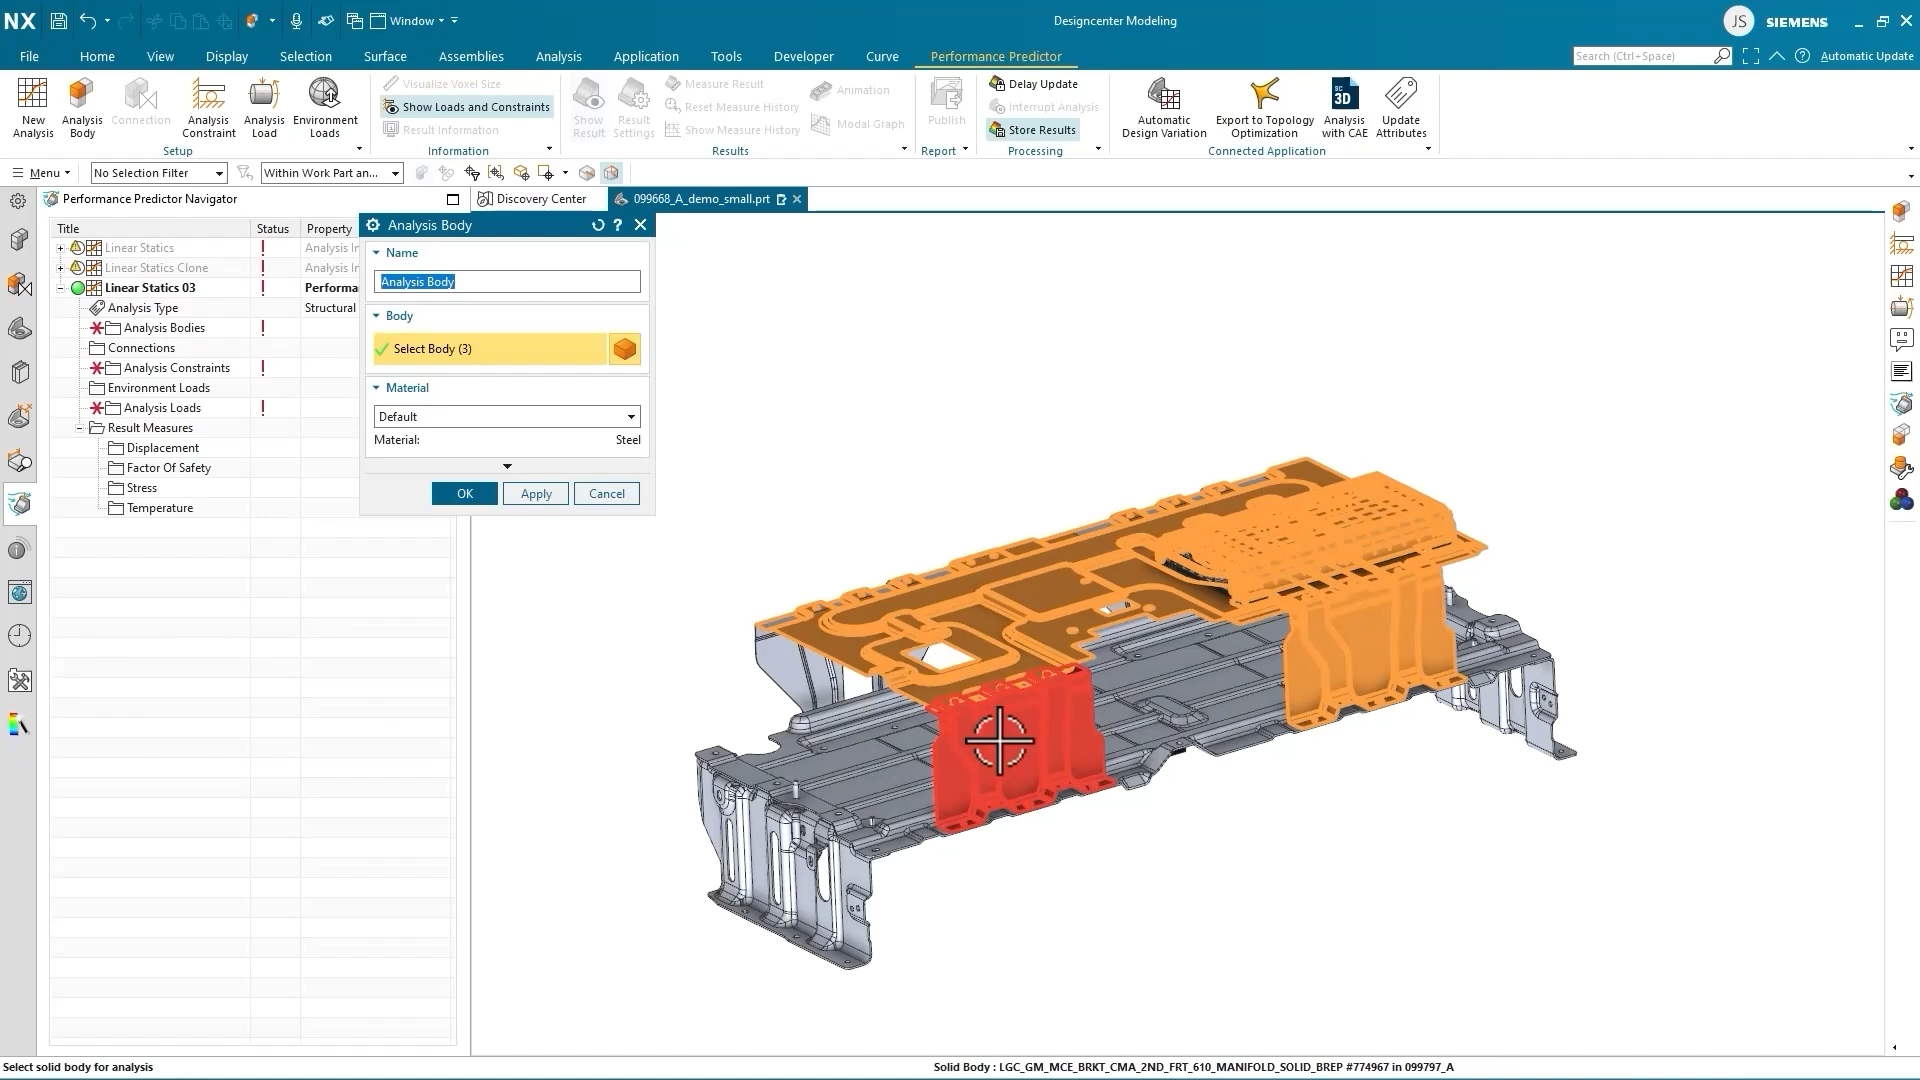 NX
Window
Designcenter Modeling
JS
SIEMENS
File
Home
View
Display
Selection
Surface
Assemblies
Analysis
Application
Tools
Developer
Curve
Performance Predictor
Search (Ctrl+Space)
Automatic Update
New Analysis
Analysis Body
Connection
Analysis Constraint
Analysis Load
Environment Loads
Setup
Visualize Voxel Size
Show Loads and Constraints
Result Information
Information
Show Result
Result Settings
Measure Result
Reset Measure History
Show Measure History
Animation
Modal Graph
Results
Publish
Report
Delay Update
Interrupt Analysis
Store Results
Processing
Automatic Design Variation
Export to Topology Optimization
SC 3D
Analysis with CAE
Update Attributes
Connected Application
Menu
No Selection Filter
Within Work Part an...
Performance Predictor Navigator
Discovery Center
099668_A_demo_small.prt
Title
Status
Property
Linear Statics
Analysis In
Linear Statics Clone
Analysis In
Linear Statics 03
Performa
Analysis Type
Structural
Analysis Bodies
Connections
Analysis Constraints
Environment Loads
Analysis Loads
Result Measures
Displacement
Factor Of Safety
Stress
Temperature
Analysis Body
Name
Analysis Body
Body
Select Body (3)
Material
Default
Material:
Steel
OK
Apply
Cancel
Select solid body for analysis
Solid Body : LGC_GM_MCE_BRKT_CMA_2ND_FRT_610_MANIFOLD_SOLID_BREP #774967 in 099797_A